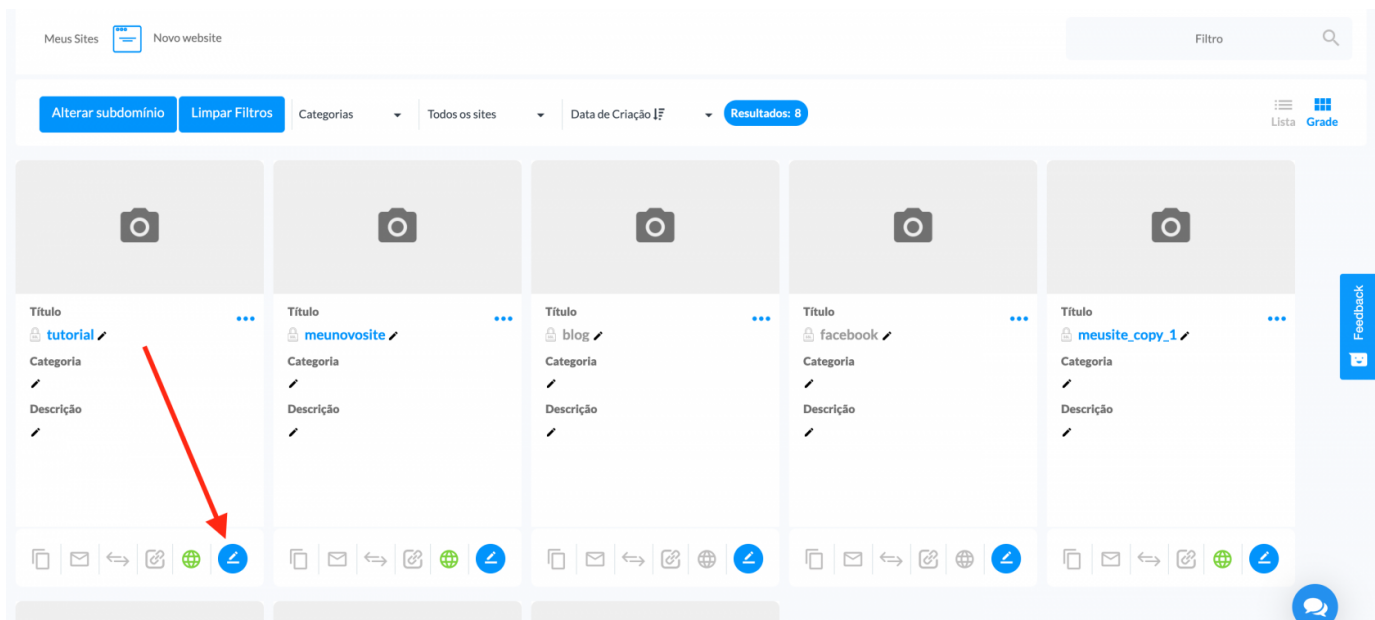 Meus Sites Novo website Filtro
Alterar subdomínio Limpar Filtros Categorias Todos os sites Data de Criação Resultados: 8 Lista Grade
Título Título Título Título Título
tutorial meunovosite blog facebook meusite_copy_1
Categoria Categoria Categoria Categoria Categoria
Descrição Descrição Descrição Descrição Descrição
Feedback